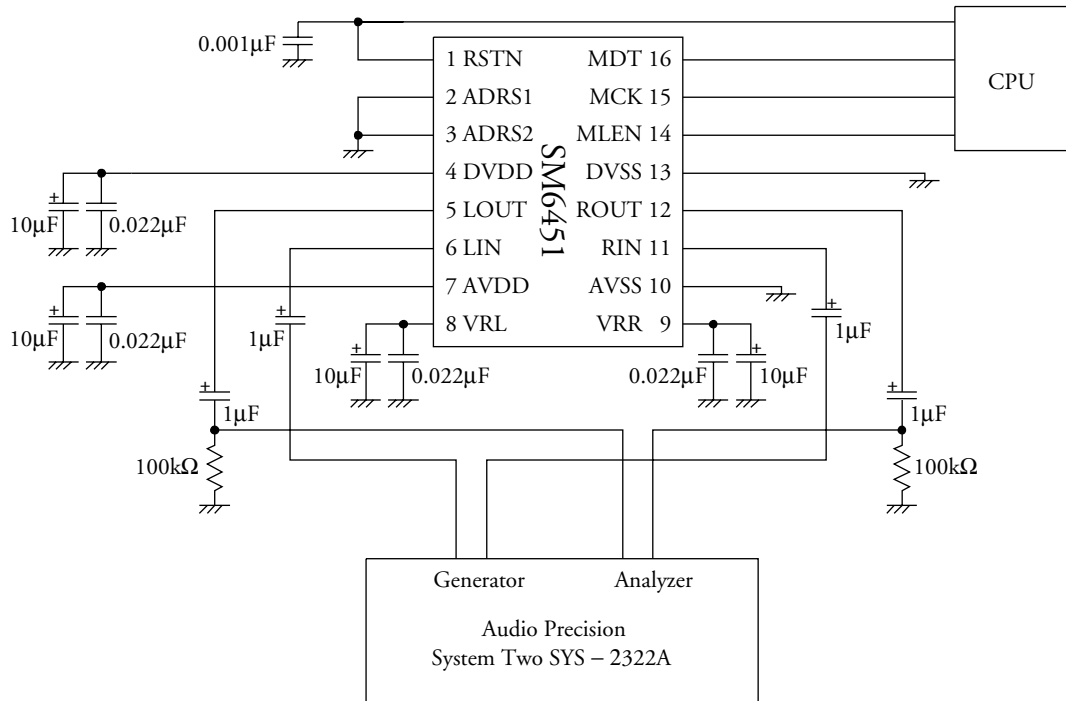 0.001μF
1 RSTN
MDT 16
CPU
2 ADRS1
MCK 15
3 ADRS2
MLEN 14
SM6451
4 DVDD
DVSS 13
10μF
0.022μF
5 LOUT
ROUT 12
6 LIN
RIN 11
7 AVDD
AVSS 10
10μF
0.022μF
1μF
8 VRL
VRR 9
1μF
10μF
0.022μF
0.022μF
10μF
1μF
1μF
100kΩ
100kΩ
Generator
Analyzer
Audio Precision
System Two SYS – 2322A
+
+
+
+
+
+
+
+